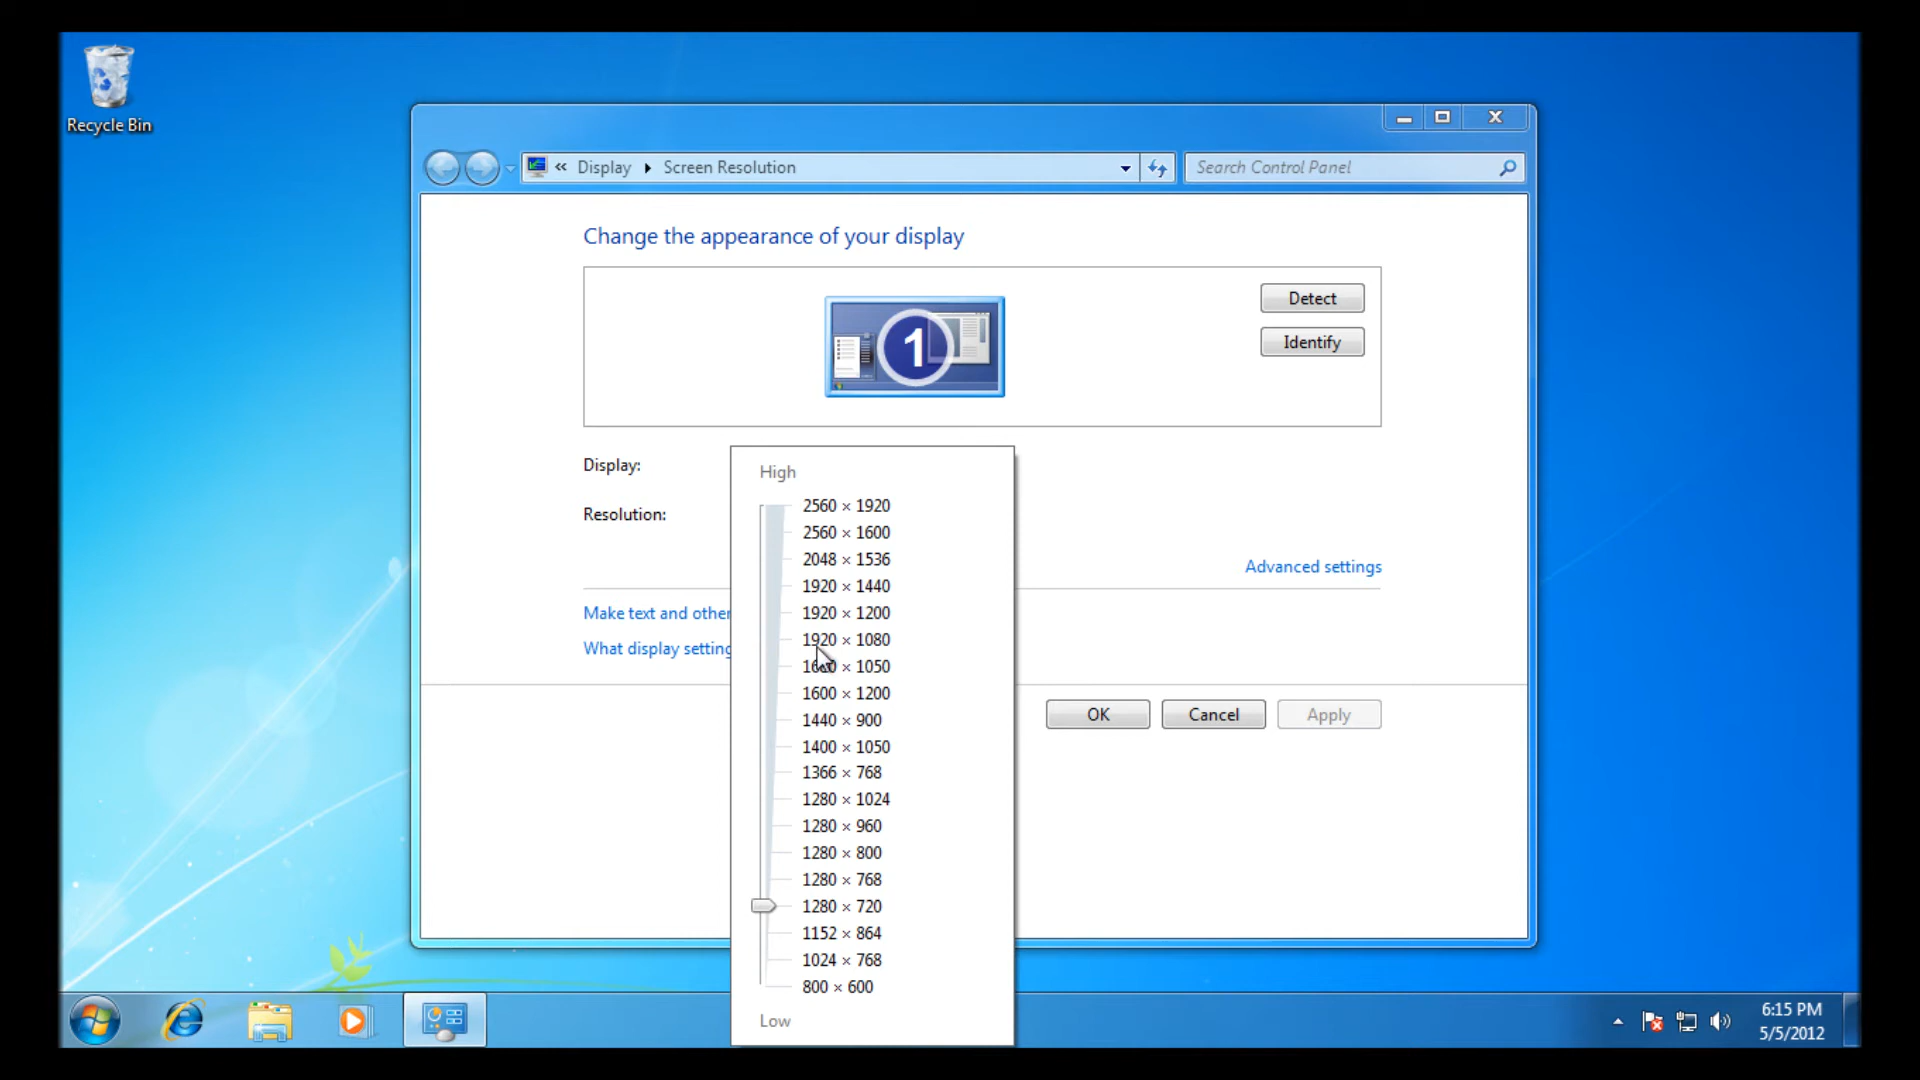 Recycle Bin
« Display Screen Resolution
Search Control Panel
Change the appearance of your display
1
Detect
Identify
Display:
Resolution:
High
2560 × 1920
2560 × 1600
2048 × 1536
1920 × 1440
1920 × 1200
1920 × 1080
1680 × 1050
1600 × 1200
1440 × 900
1400 × 1050
1366 × 768
1280 × 1024
1280 × 960
1280 × 800
1280 × 768
1280 × 720
1152 × 864
1024 × 768
800 × 600
Low
Advanced settings
Make text and other
What display setting
OK
Cancel
Apply
6:15 PM
5/5/2012